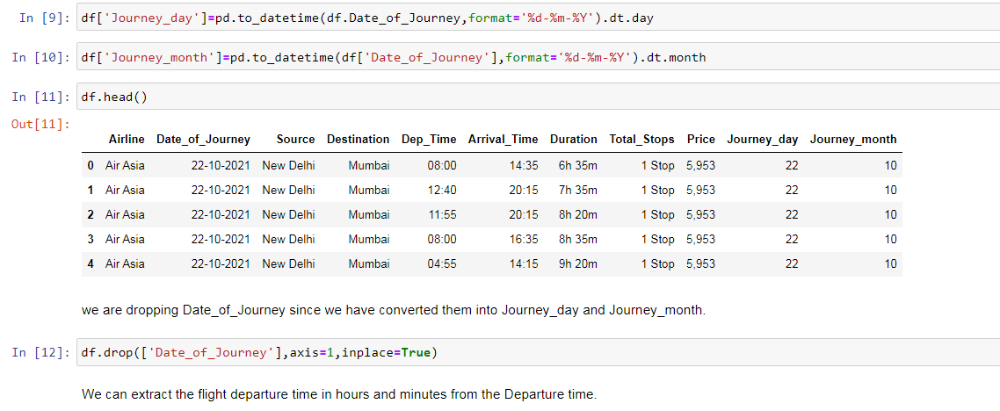 In [9]: df['Journey_day']=pd.to_datetime(df.Date_of_Journey,format='%d-%m-%Y').dt.day
In [10]: df['Journey_month']=pd.to_datetime(df['Date_of_Journey'],format='%d-%m-%Y').dt.month
In [11]: df.head()
Out[11]:
Airline Date_of_Journey Source Destination Dep_Time Arrival_Time Duration Total_Stops Price Journey_day Journey_month
0 Air Asia 22-10-2021 New Delhi Mumbai 08:00 14:35 6h 35m 1 Stop 5,953 22 10
1 Air Asia 22-10-2021 New Delhi Mumbai 12:40 20:15 7h 35m 1 Stop 5,953 22 10
2 Air Asia 22-10-2021 New Delhi Mumbai 11:55 20:15 8h 20m 1 Stop 5,953 22 10
3 Air Asia 22-10-2021 New Delhi Mumbai 08:00 16:35 8h 35m 1 Stop 5,953 22 10
4 Air Asia 22-10-2021 New Delhi Mumbai 04:55 14:15 9h 20m 1 Stop 5,953 22 10
we are dropping Date_of_Journey since we have converted them into Journey_day and Journey_month.
In [12]: df.drop(['Date_of_Journey'],axis=1,inplace=True)
We can extract the flight departure time in hours and minutes from the Departure time.